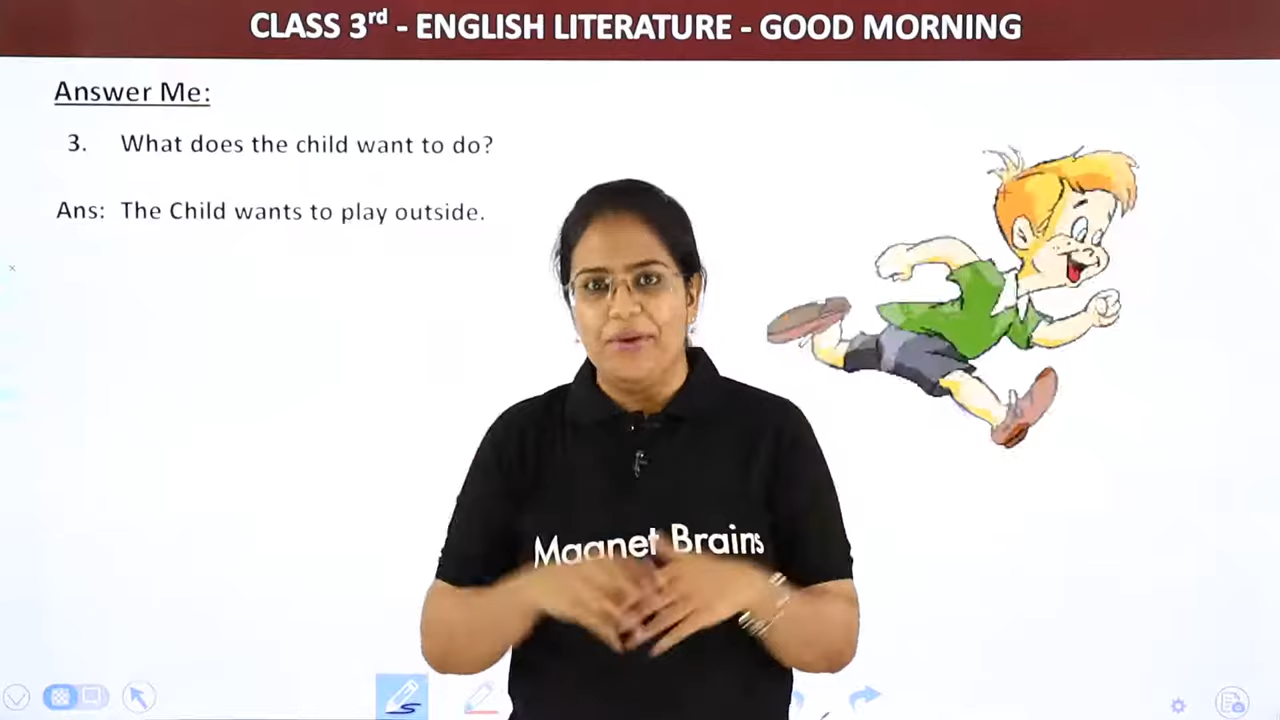 CLASS 3rd - ENGLISH LITERATURE - GOOD MORNING
Answer Me:
3. What does the child want to do?
Ans: The Child wants to play outside.
Magnet Brains